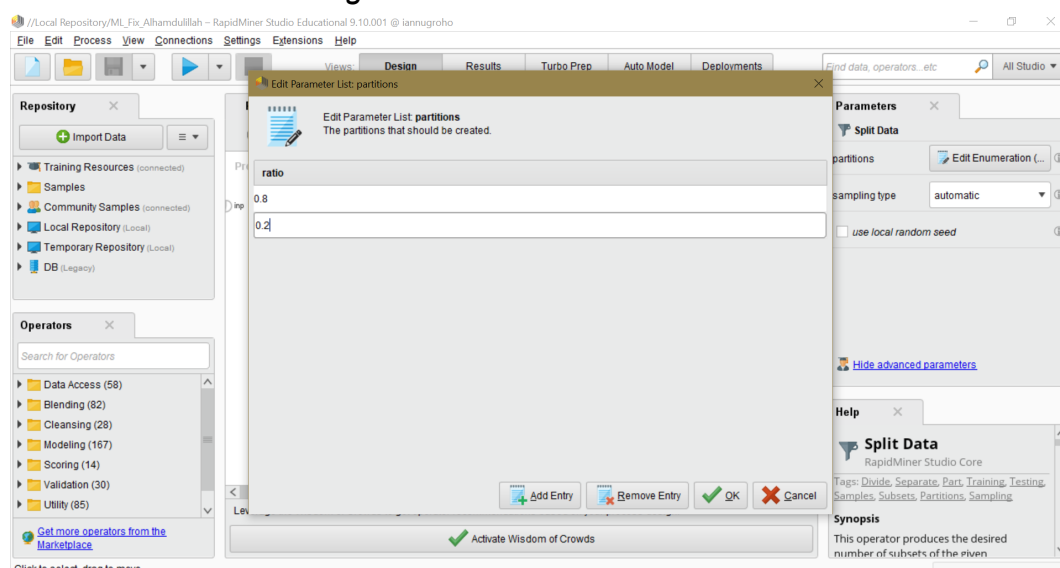 //Local Repository/ML_Fix_Alhamdulillah – RapidMiner Studio Educational 9.10.001 @ iannugroho
File Edit Process View Connections Settings Extensions Help
Views: Design Results Turbo Prep Auto Model Deployments
Find data, operators...etc
All Studio
Repository
Import Data
Training Resources (connected)
Samples
Community Samples (connected)
Local Repository (Local)
Temporary Repository (Local)
DB (Legacy)
Operators
Search for Operators
Data Access (58)
Blending (82)
Cleansing (28)
Modeling (167)
Scoring (14)
Validation (30)
Utility (85)
Get more operators from the
Marketplace
inp
Edit Parameter List: partitions
Edit Parameter List: partitions
The partitions that should be created.
ratio
0.8
0.2
Add Entry
Remove Entry
OK
Cancel
Activate Wisdom of Crowds
Parameters
Split Data
partitions
Edit Enumeration (...
sampling type
automatic
use local random seed
Hide advanced parameters
Help
Split Data
RapidMiner Studio Core
Tags: Divide, Separate, Part, Training, Testing,
Samples, Subsets, Partitions, Sampling
Synopsis
This operator produces the desired
number of subsets of the given